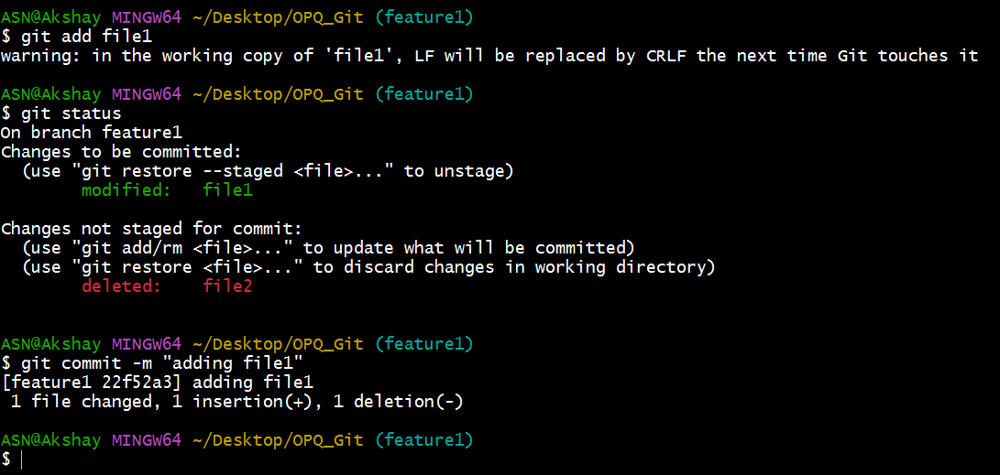 ASN@Akshay MINGW64 ~/Desktop/OPQ_Git (feature1)
$ git add file1
warning: in the working copy of 'file1', LF will be replaced by CRLF the next time Git touches it
ASN@Akshay MINGW64 ~/Desktop/OPQ_Git (feature1)
$ git status
On branch feature1
Changes to be committed:
  (use "git restore --staged <file>..." to unstage)
        modified:   file1
Changes not staged for commit:
  (use "git add/rm <file>..." to update what will be committed)
  (use "git restore <file>..." to discard changes in working directory)
        deleted:    file2
ASN@Akshay MINGW64 ~/Desktop/OPQ_Git (feature1)
$ git commit -m "adding file1"
[feature1 22f52a3] adding file1
 1 file changed, 1 insertion(+), 1 deletion(-)
ASN@Akshay MINGW64 ~/Desktop/OPQ_Git (feature1)
$